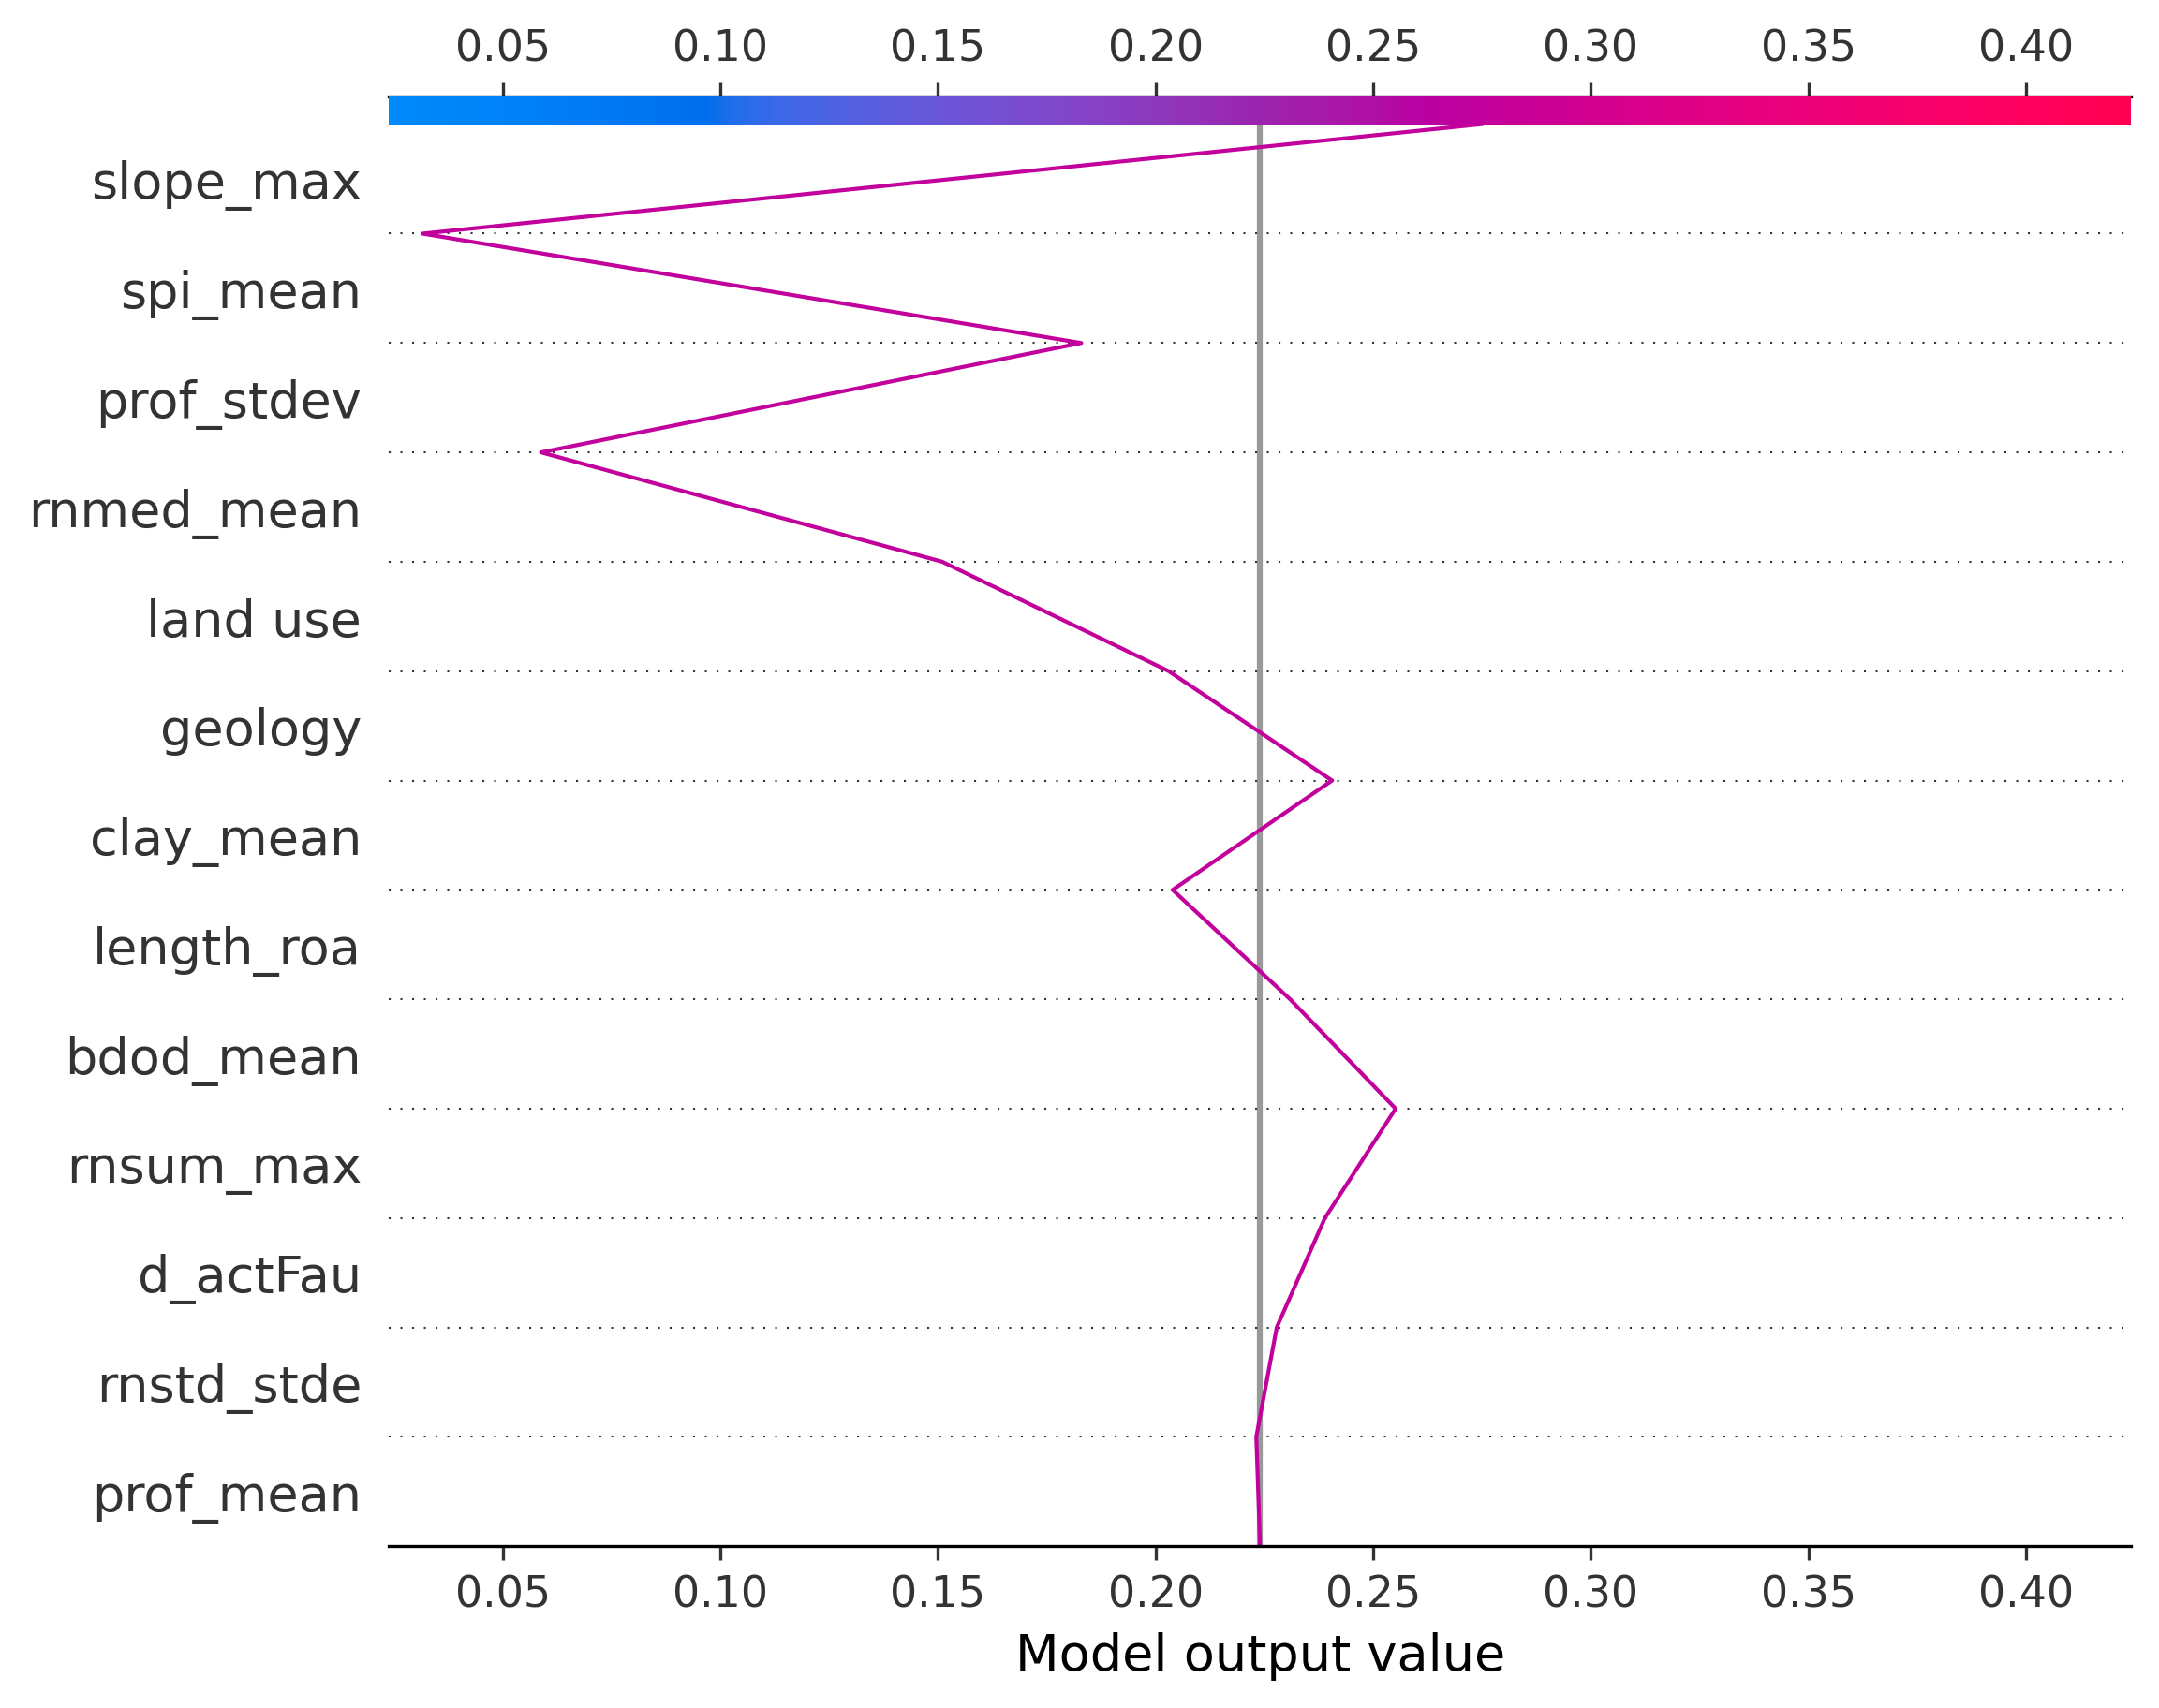 0.05 0.10 0.15 0.20 0.25 0.30 0.35 0.40
slope_max
spi_mean
prof_stdev
rnmed_mean
land use
geology
clay_mean
length_roa
bdod_mean
rnsum_max
d_actFau
rnstd_stde
prof_mean
0.05 0.10 0.15 0.20 0.25 0.30 0.35 0.40
Model output value